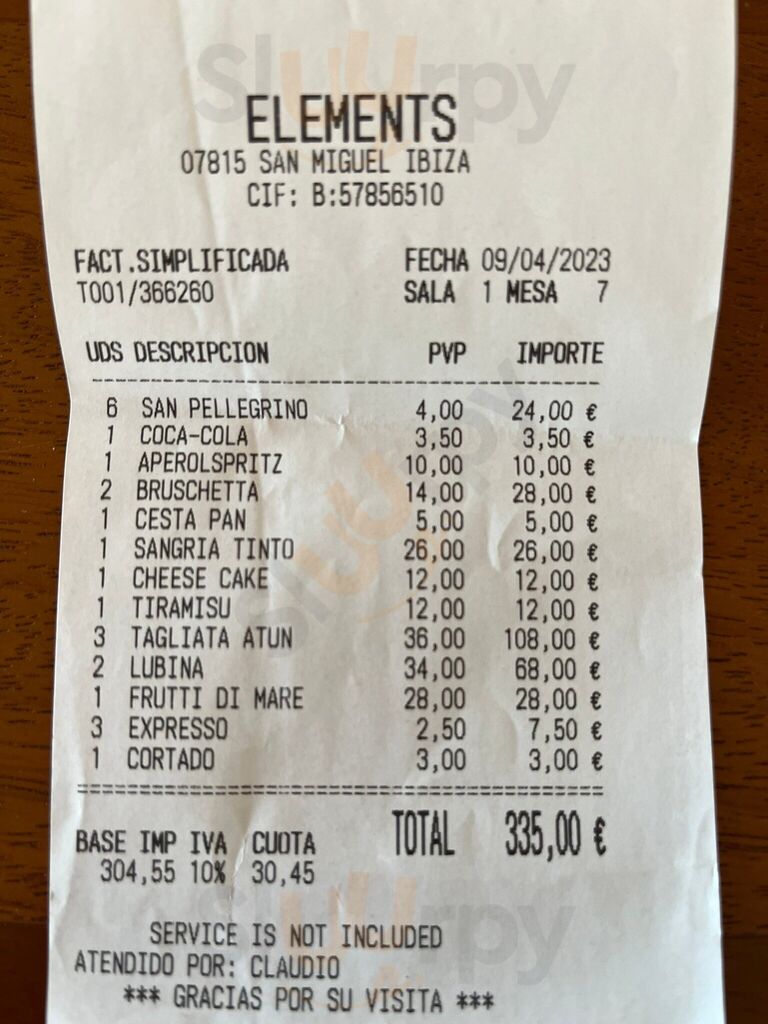 ELEMENTS
07815 SAN MIGUEL IBIZA
CIF: B:57856510
FACT.SIMPLIFICADA FECHA 09/04/2023
T001/366260 SALA 1 MESA 7
UDS DESCRIPCION PVP IMPORTE
6 SAN PELLEGRINO 4,00 24,00 €
1 COCA-COLA 3,50 3,50 €
1 APEROLSPRITZ 10,00 10,00 €
2 BRUSCHETTA 14,00 28,00 €
1 CESTA PAN 5,00 5,00 €
1 SANGRIA TINTO 26,00 26,00 €
1 CHEESE CAKE 12,00 12,00 €
1 TIRAMISU 12,00 12,00 €
3 TAGLIATA ATUN 36,00 108,00 €
2 LUBINA 34,00 68,00 €
1 FRUTTI DI MARE 28,00 28,00 €
3 EXPRESSO 2,50 7,50 €
1 CORTADO 3,00 3,00 €
TOTAL 335,00 €
BASE IMP IVA CUOTA
304,55 10% 30,45
SERVICE IS NOT INCLUDED
ATENDIDO POR: CLAUDIO
*** GRACIAS POR SU VISITA ***
Sluurpy
Sluurpy
Sluurpy